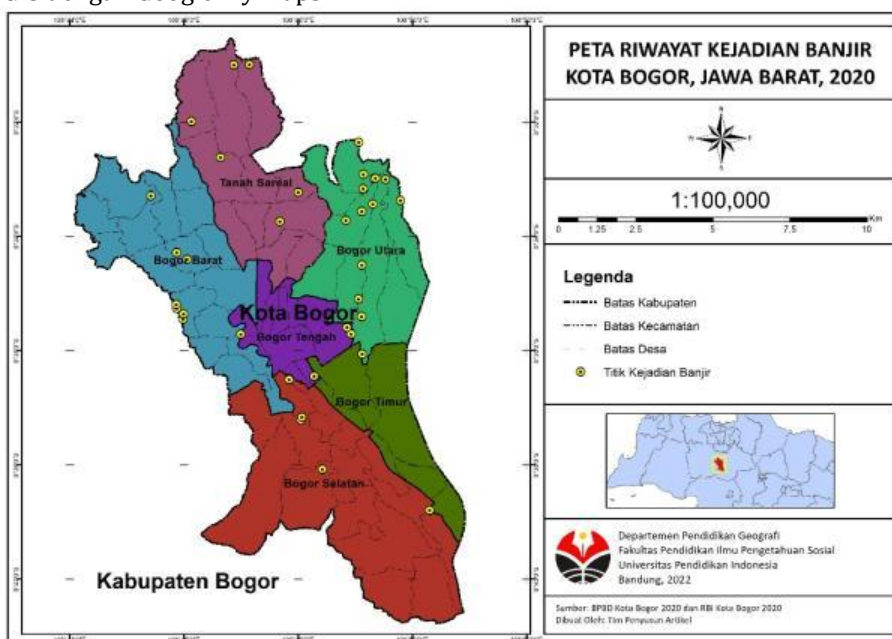 PETA RIWAYAT KEJADIAN BANJIR
KOTA BOGOR, JAWA BARAT, 2020
N
W
E
S
1:100,000
Km
0
1.25
2.5
5
7.5
10
Legenda
Batas Kabupaten
Batas Kecamatan
Batas Desa
Titik Kejadian Banjir
Tanah Sareal
Bogor Utara
Bogor Barat
Kota Bogor
Bogor Tengah
Bogor Timur
Bogor Selatan
Kabupaten Bogor
Departemen Pendidikan Geografi
Fakultas Pendidikan Ilmu Pengetahuan Sosial
Universitas Pendidikan Indonesia
Bandung, 2022
Sumber: BPBD Kota Bogor 2020 dan RBI Kota Bogor 2020
Dibuat Oleh: Tim Penyusun Artikel